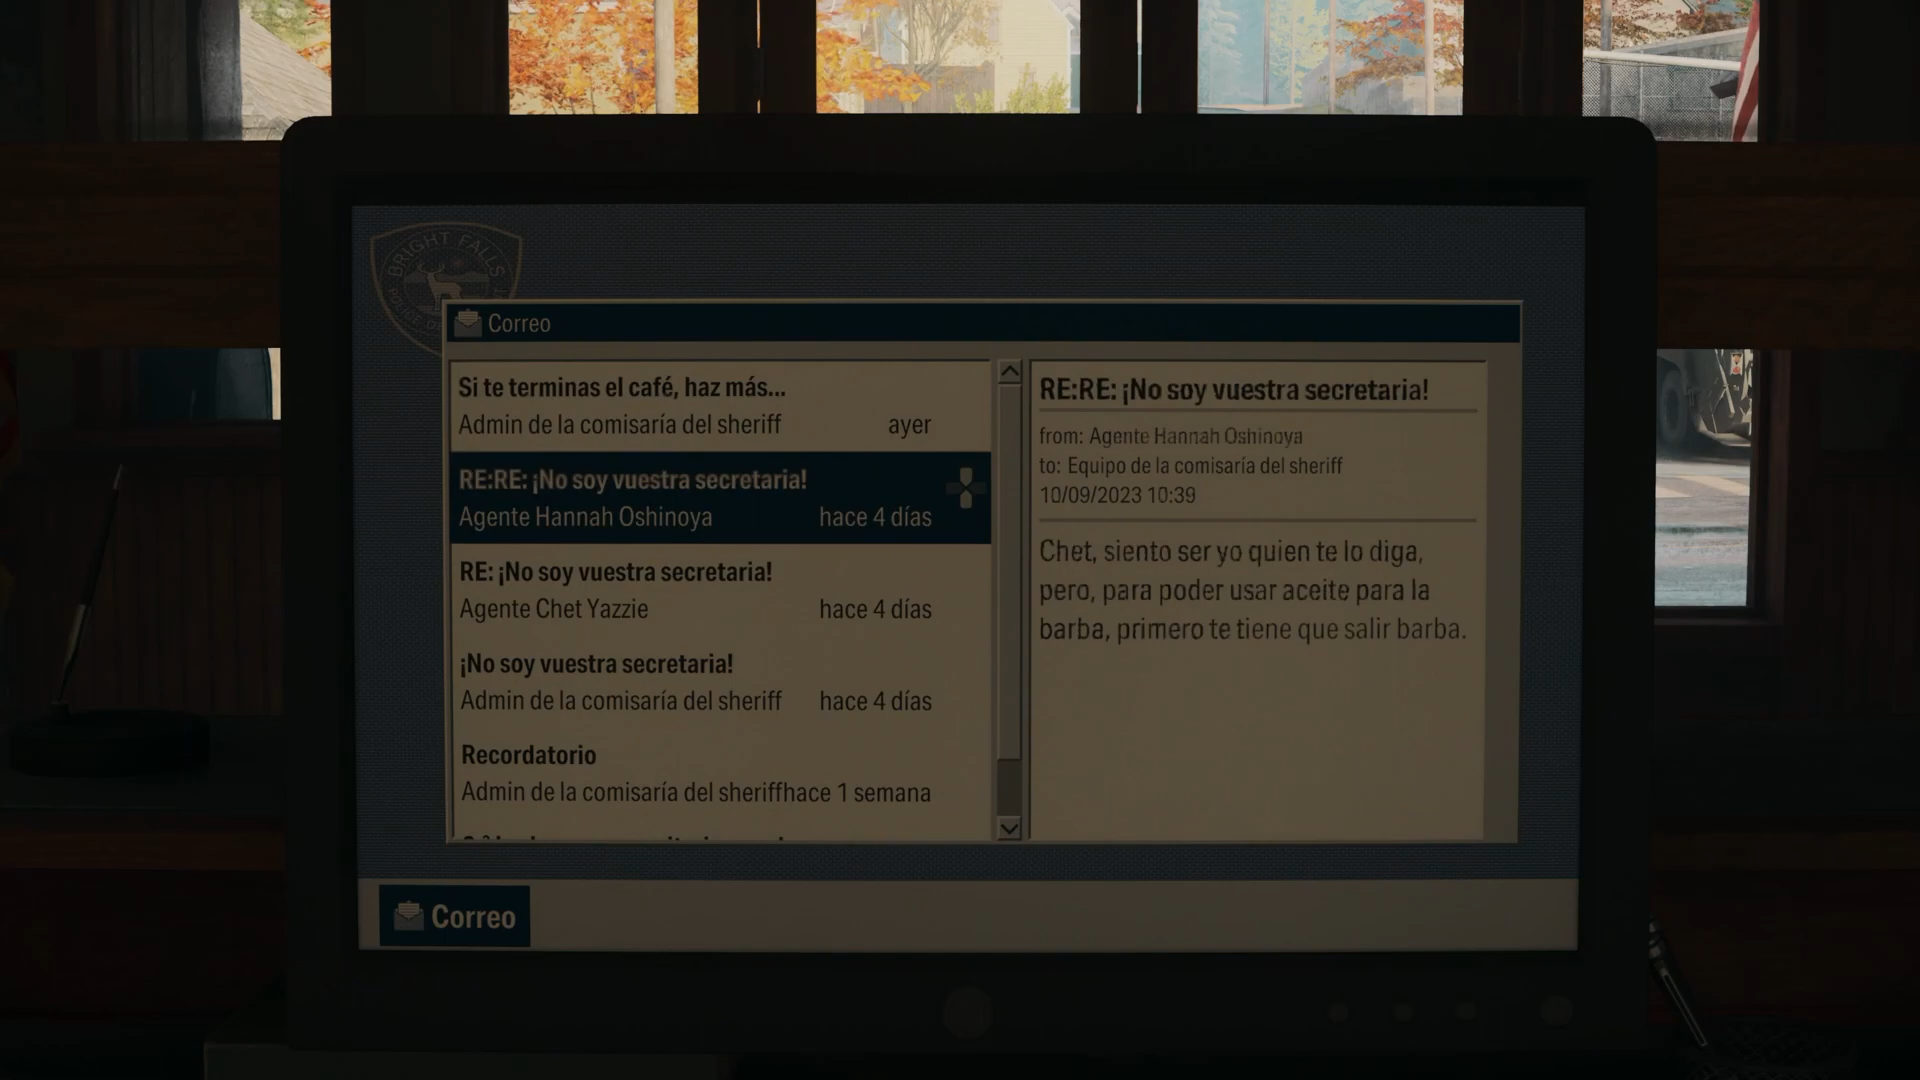 BRIGHT FALLS
Correo
Si te terminas el café, haz más...
Admin de la comisaría del sheriff ayer
RE:RE: ¡No soy vuestra secretaria!
Agente Hannah Oshinoya hace 4 días
RE: ¡No soy vuestra secretaria!
Agente Chet Yazzie hace 4 días
¡No soy vuestra secretaria!
Admin de la comisaría del sheriff hace 4 días
Recordatorio
Admin de la comisaría del sheriffhace 1 semana
RE:RE: ¡No soy vuestra secretaria!
from: Agente Hannah Oshinoya
to: Equipo de la comisaría del sheriff
10/09/2023 10:39
Chet, siento ser yo quien te lo diga,
pero, para poder usar aceite para la
barba, primero te tiene que salir barba.
Correo